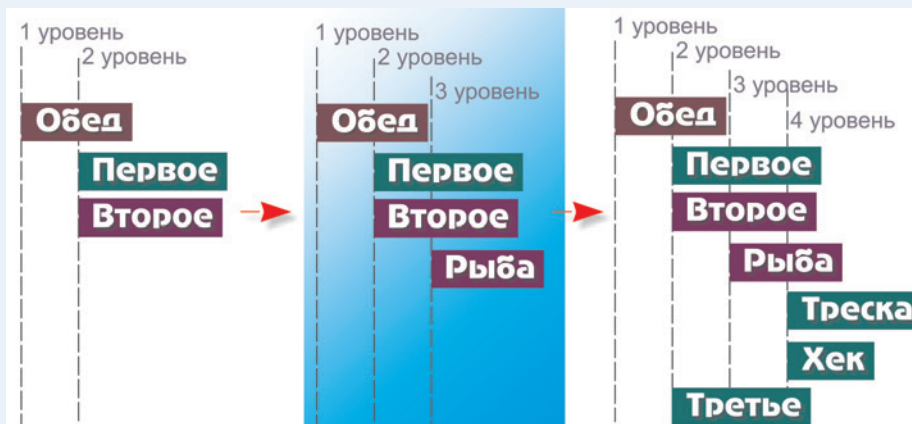 1 уровень
2 уровень
Обед
Первое
Второе
1 уровень
2 уровень
3 уровень
Обед
Первое
Второе
Рыба
1 уровень
2 уровень
3 уровень
4 уровень
Обед
Первое
Второе
Рыба
Треска
Хек
Третье